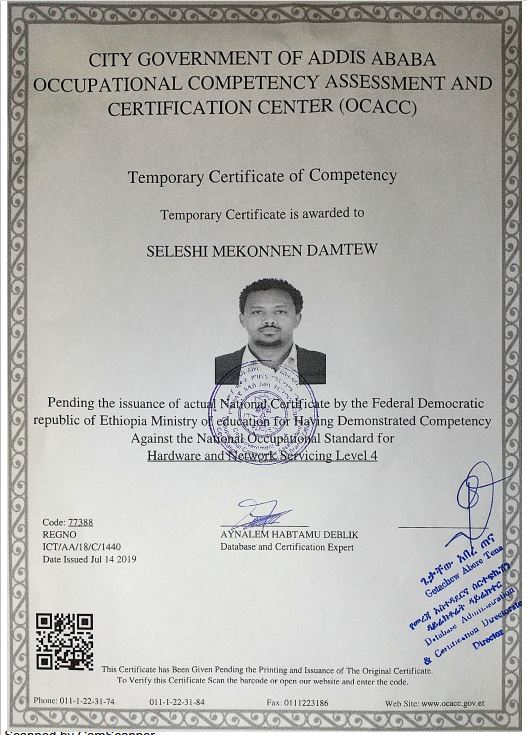 CITY GOVERNMENT OF ADDIS ABABA
OCCUPATIONAL COMPETENCY ASSESSMENT AND
CERTIFICATION CENTER (OCACC)
Temporary Certificate of Competency
Temporary Certificate is awarded to
SELESHI MEKONNEN DAMTEW
Pending the issuance of actual National Certificate by the Federal Democratic
republic of Ethiopia Ministry of education for Having Demonstrated Competency
Against the National Occupational Standard for
Hardware and Network Servicing Level 4
Code: 77388
REGNO
ICT/AA/18/C/1440
Date Issued Jul 14 2019
AYNALEM HABTAMU DEBLIK
Database and Certification Expert
ጌታቸው አበረ ጤና
Getachew Abere Tena
Database Administration
& Certification Directorate
Director
This Certificate has Been Given Pending the Printing and Issuance of The Original Certificate.
To Verify this Certificate Scan the barcode or open our website and enter the code.
Phone: 011-1-22-31-74 011-1-22-31-84 Fax: 0111223186 Web Site: www.ocacc.gov.et
Scanned by CamScanner